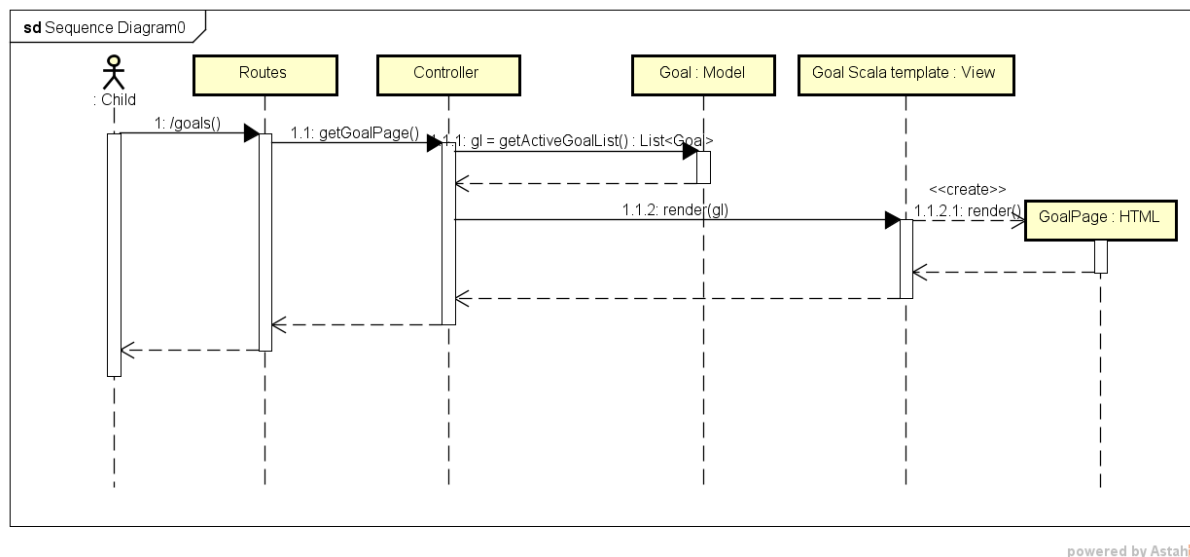 sd Sequence Diagram0
Routes
Controller
Goal : Model
Goal Scala template : View
: Child
1: /goals()
1.1: getGoalPage()
1.1.1: gl = getActiveGoalList() : List<Goal>
<<create>>
1.1.2: render(gl)
1.1.2.1: render()
GoalPage : HTML
powered by Astah